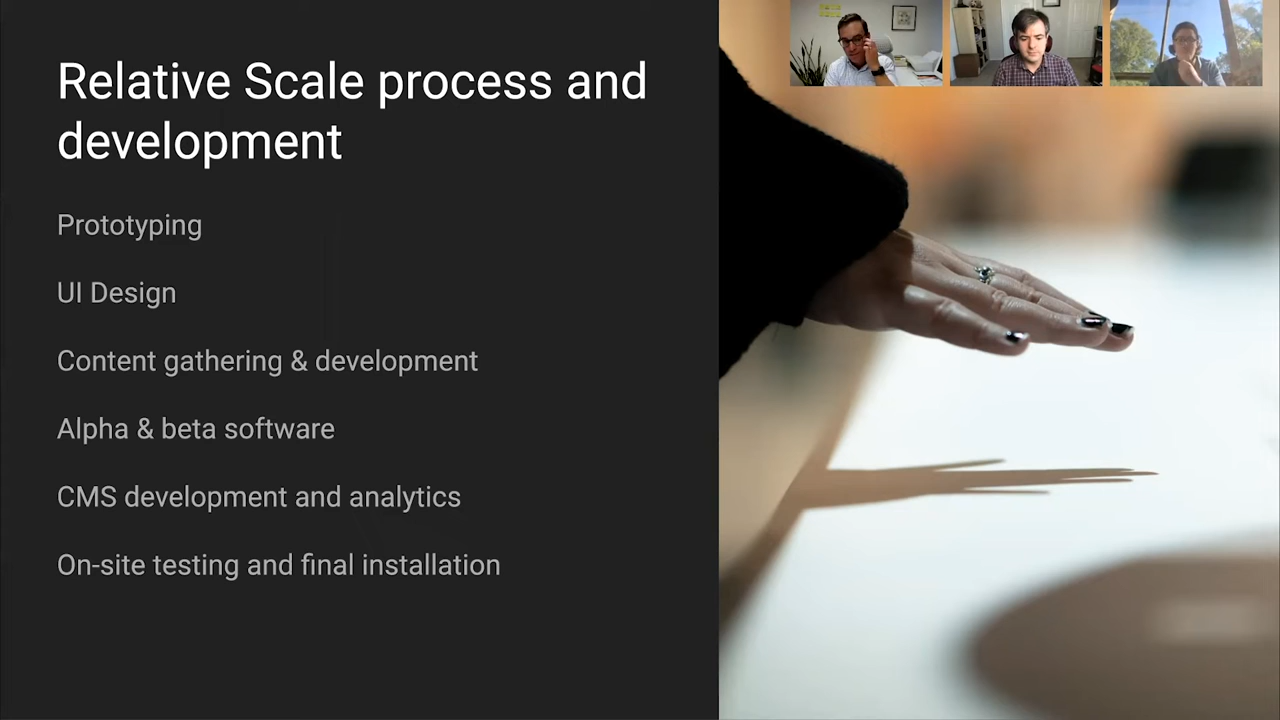 Relative Scale process and
development
Prototyping
UI Design
Content gathering & development
Alpha & beta software
CMS development and analytics
On-site testing and final installation